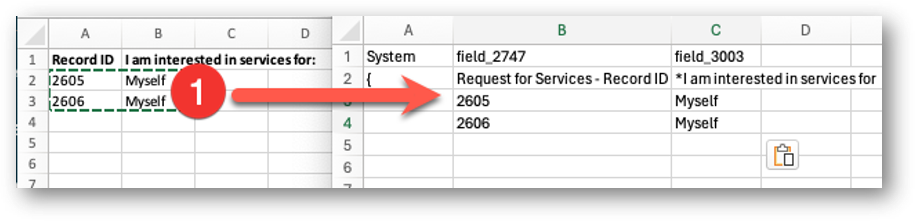 A B C D
1 Record ID I am interested in services for:
2 2605 Myself
3 2606 Myself
4
5
6
7
1
A B C D
1 System field_2747 field_3003
2 { Request for Services - Record ID *I am interested in services for
3 2605 Myself
4 2606 Myself
5
6
7